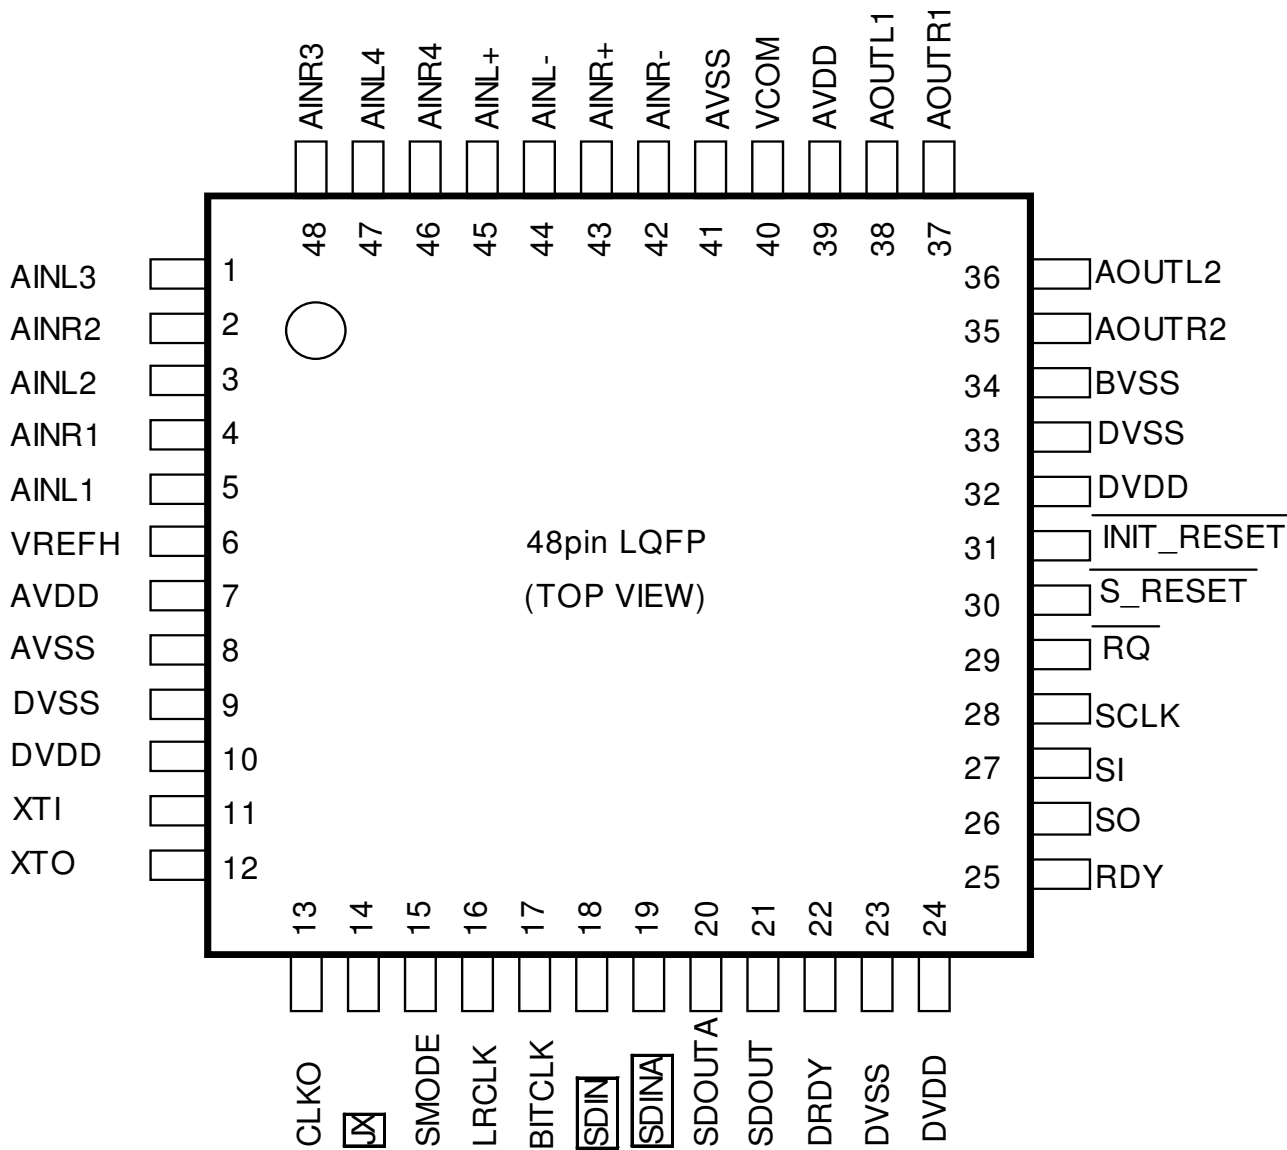 AINR3 AINL4 AINR4 AINL+ AINL- AINR+ AINR- AVSS VCOM AVDD AOUTL1 AOUTR1
48 47 46 45 44 43 42 41 40 39 38 37
AINL3 1
AINR2 2
AINL2 3
AINR1 4
AINL1 5
VREFH 6
AVDD 7
AVSS 8
DVSS 9
DVDD 10
XTI 11
XTO 12
48pin LQFP
(TOP VIEW)
36 AOUTL2
35 AOUTR2
34 BVSS
33 DVSS
32 DVDD
31 INIT_RESET
30 S_RESET
29 RQ
28 SCLK
27 SI
26 SO
25 RDY
13 14 15 16 17 18 19 20 21 22 23 24
CLKO JX SMODE LRCLK BITCLK SDIN SDINA SDOUTA SDOUT DRDY DVSS DVDD